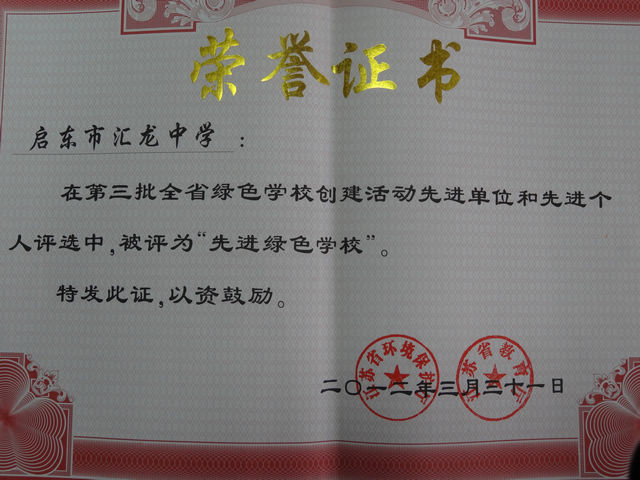 荣誉证书
启东市汇龙中学：
在第三批全省绿色学校创建活动先进单位和先进个
人评选中，被评为“先进绿色学校”。
特发此证，以资鼓励。
江苏省环境保护厅
江苏省教育厅
二〇一二年三月三十一日